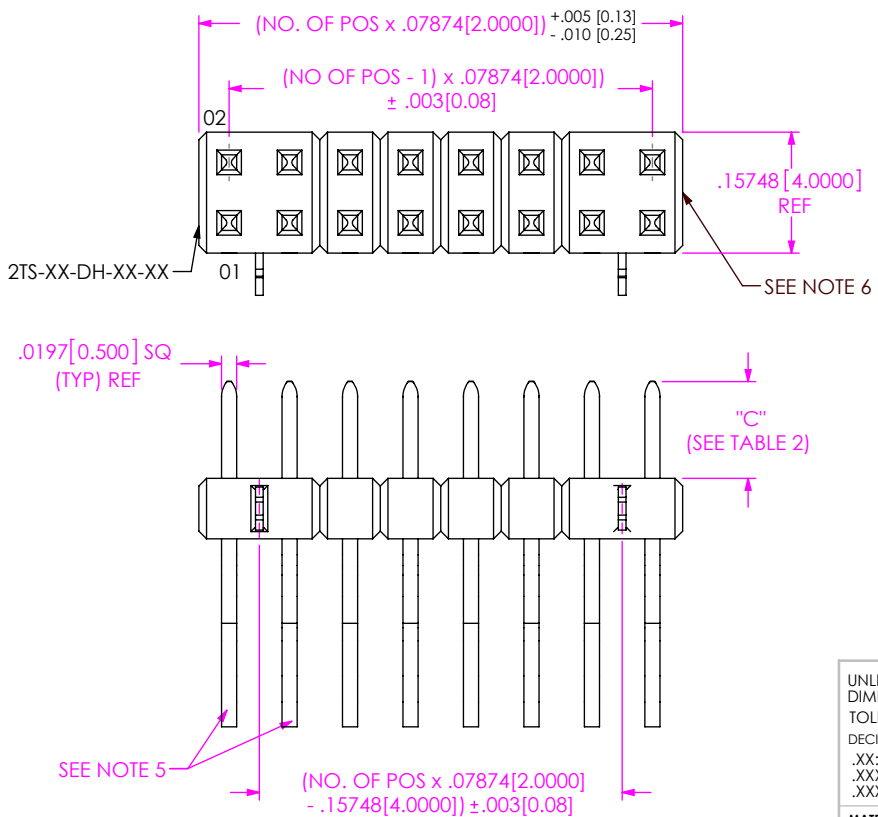 (NO. OF POS x .07874[2.0000]) +.005 [0.13]
- .010 [0.25]
(NO OF POS - 1) x .07874[2.0000])
± .003[0.08]
02
.15748 [4.0000]
REF
2TS-XX-DH-XX-XX
01
SEE NOTE 6
.0197[0.500] SQ
(TYP) REF
"C"
(SEE TABLE 2)
SEE NOTE 5
(NO. OF POS x .07874[2.0000]
- .15748[4.0000]) ±.003[0.08]